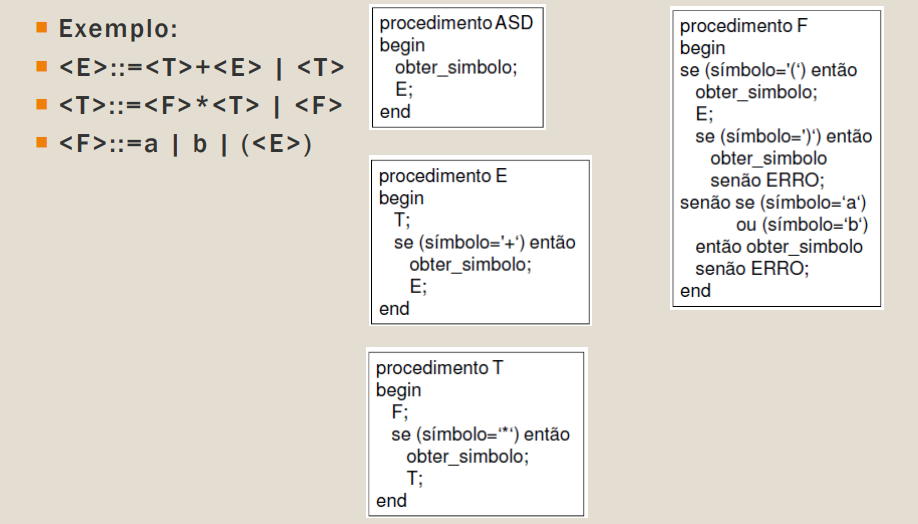 Exemplo:
<E>::=<T>+<E> | <T>
<T>::=<F>*<T> | <F>
<F>::=a | b | (<E>)
procedimento ASD
begin
obter_simbolo;
E;
end
procedimento E
begin
T;
se (símbolo='+‘) então
obter_simbolo;
E;
end
procedimento T
begin
F;
se (símbolo=‘*‘) então
obter_simbolo;
T;
end
procedimento F
begin
se (símbolo='(‘) então
obter_simbolo;
E;
se (símbolo=')‘) então
obter_simbolo
senão ERRO;
senão se (símbolo=‘a‘)
ou (símbolo=‘b‘)
então obter_simbolo
senão ERRO;
end